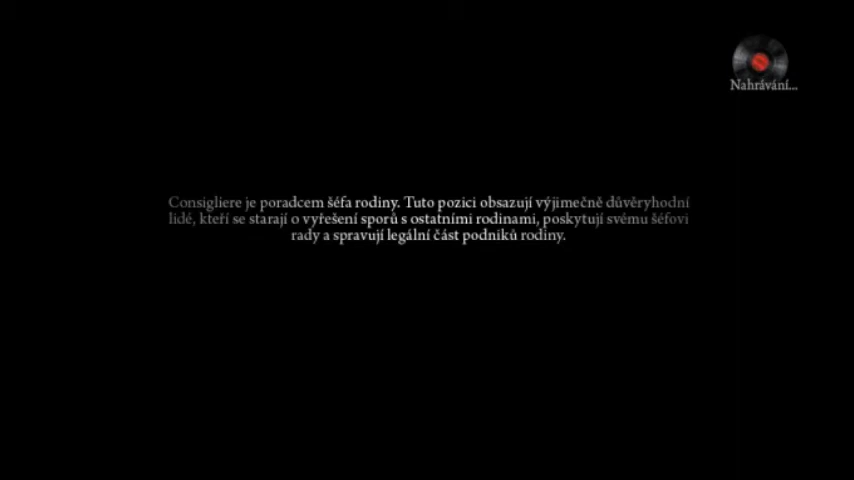 Nahrávání...
Consigliere je poradcem šéfa rodiny. Tuto pozici obsazují výjimečně důvěryhodní
lidé, kteří se starají o vyřešení sporů s ostatními rodinami, poskytují svému šéfovi
rady a spravují legální část podniků rodiny.